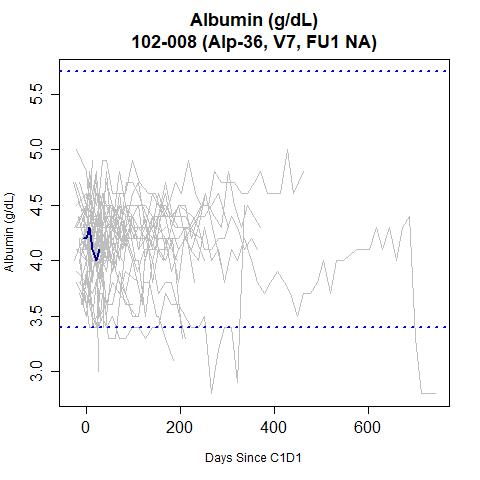 Albumin (g/dL)
102-008 (Alp-36, V7, FU1 NA)
Albumin (g/dL)
5.5
5.0
4.5
4.0
3.5
3.0
0 200 400 600
Days Since C1D1